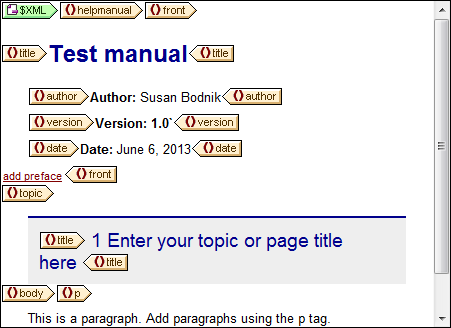 $XML helpmanual front
title Test manual title
author Author: Susan Bodnik author
version Version: 1.0 version
date Date: June 6, 2013 date
add preface front
topic
title 1 Enter your topic or page title
here title
body p
This is a paragraph. Add paragraphs using the p tag.